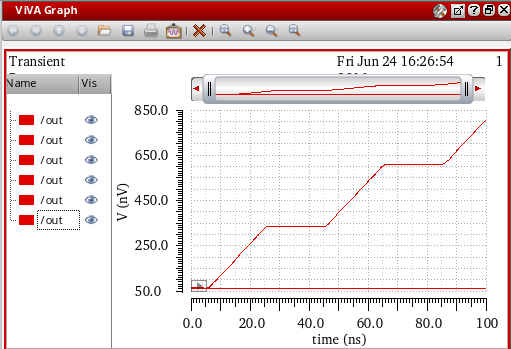 ViVA Graph
Transient
Fri Jun 24 16:26:54
1
Name
Vis
/out
/out
/out
/out
/out
/out
V (nV)
850.0
650.0
450.0
250.0
50.0
0.0 20.0 40.0 60.0 80.0 100
time (ns)